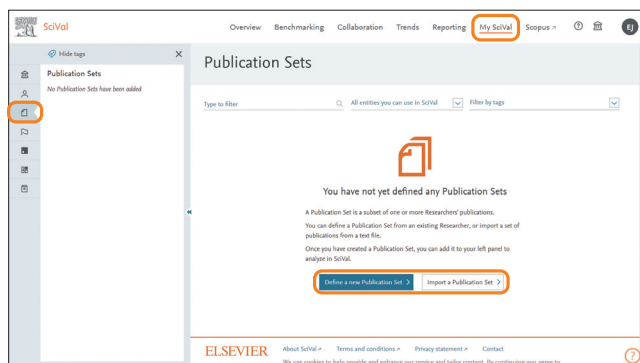 SciVal
Overview Benchmarking Collaboration Trends Reporting My SciVal Scopus EJ
Hide tags
Publication Sets
No Publication Sets have been added
Publication Sets
Type to filter All entities you can use in SciVal Filter by tags
You have not yet defined any Publication Sets
A Publication Set is a subset of one or more Researchers' publications.
You can define a Publication Set from an existing Researcher, or import a set of
publications from a text file.
Once you have created a Publication Set, you can add it to your left panel to
analyze in SciVal.
Define a new Publication Set > Import a Publication Set >
ELSEVIER About SciVal Terms and conditions Privacy statement Contact
We use cookies to help provide and enhance our service and tailor content. By continuing you agree to